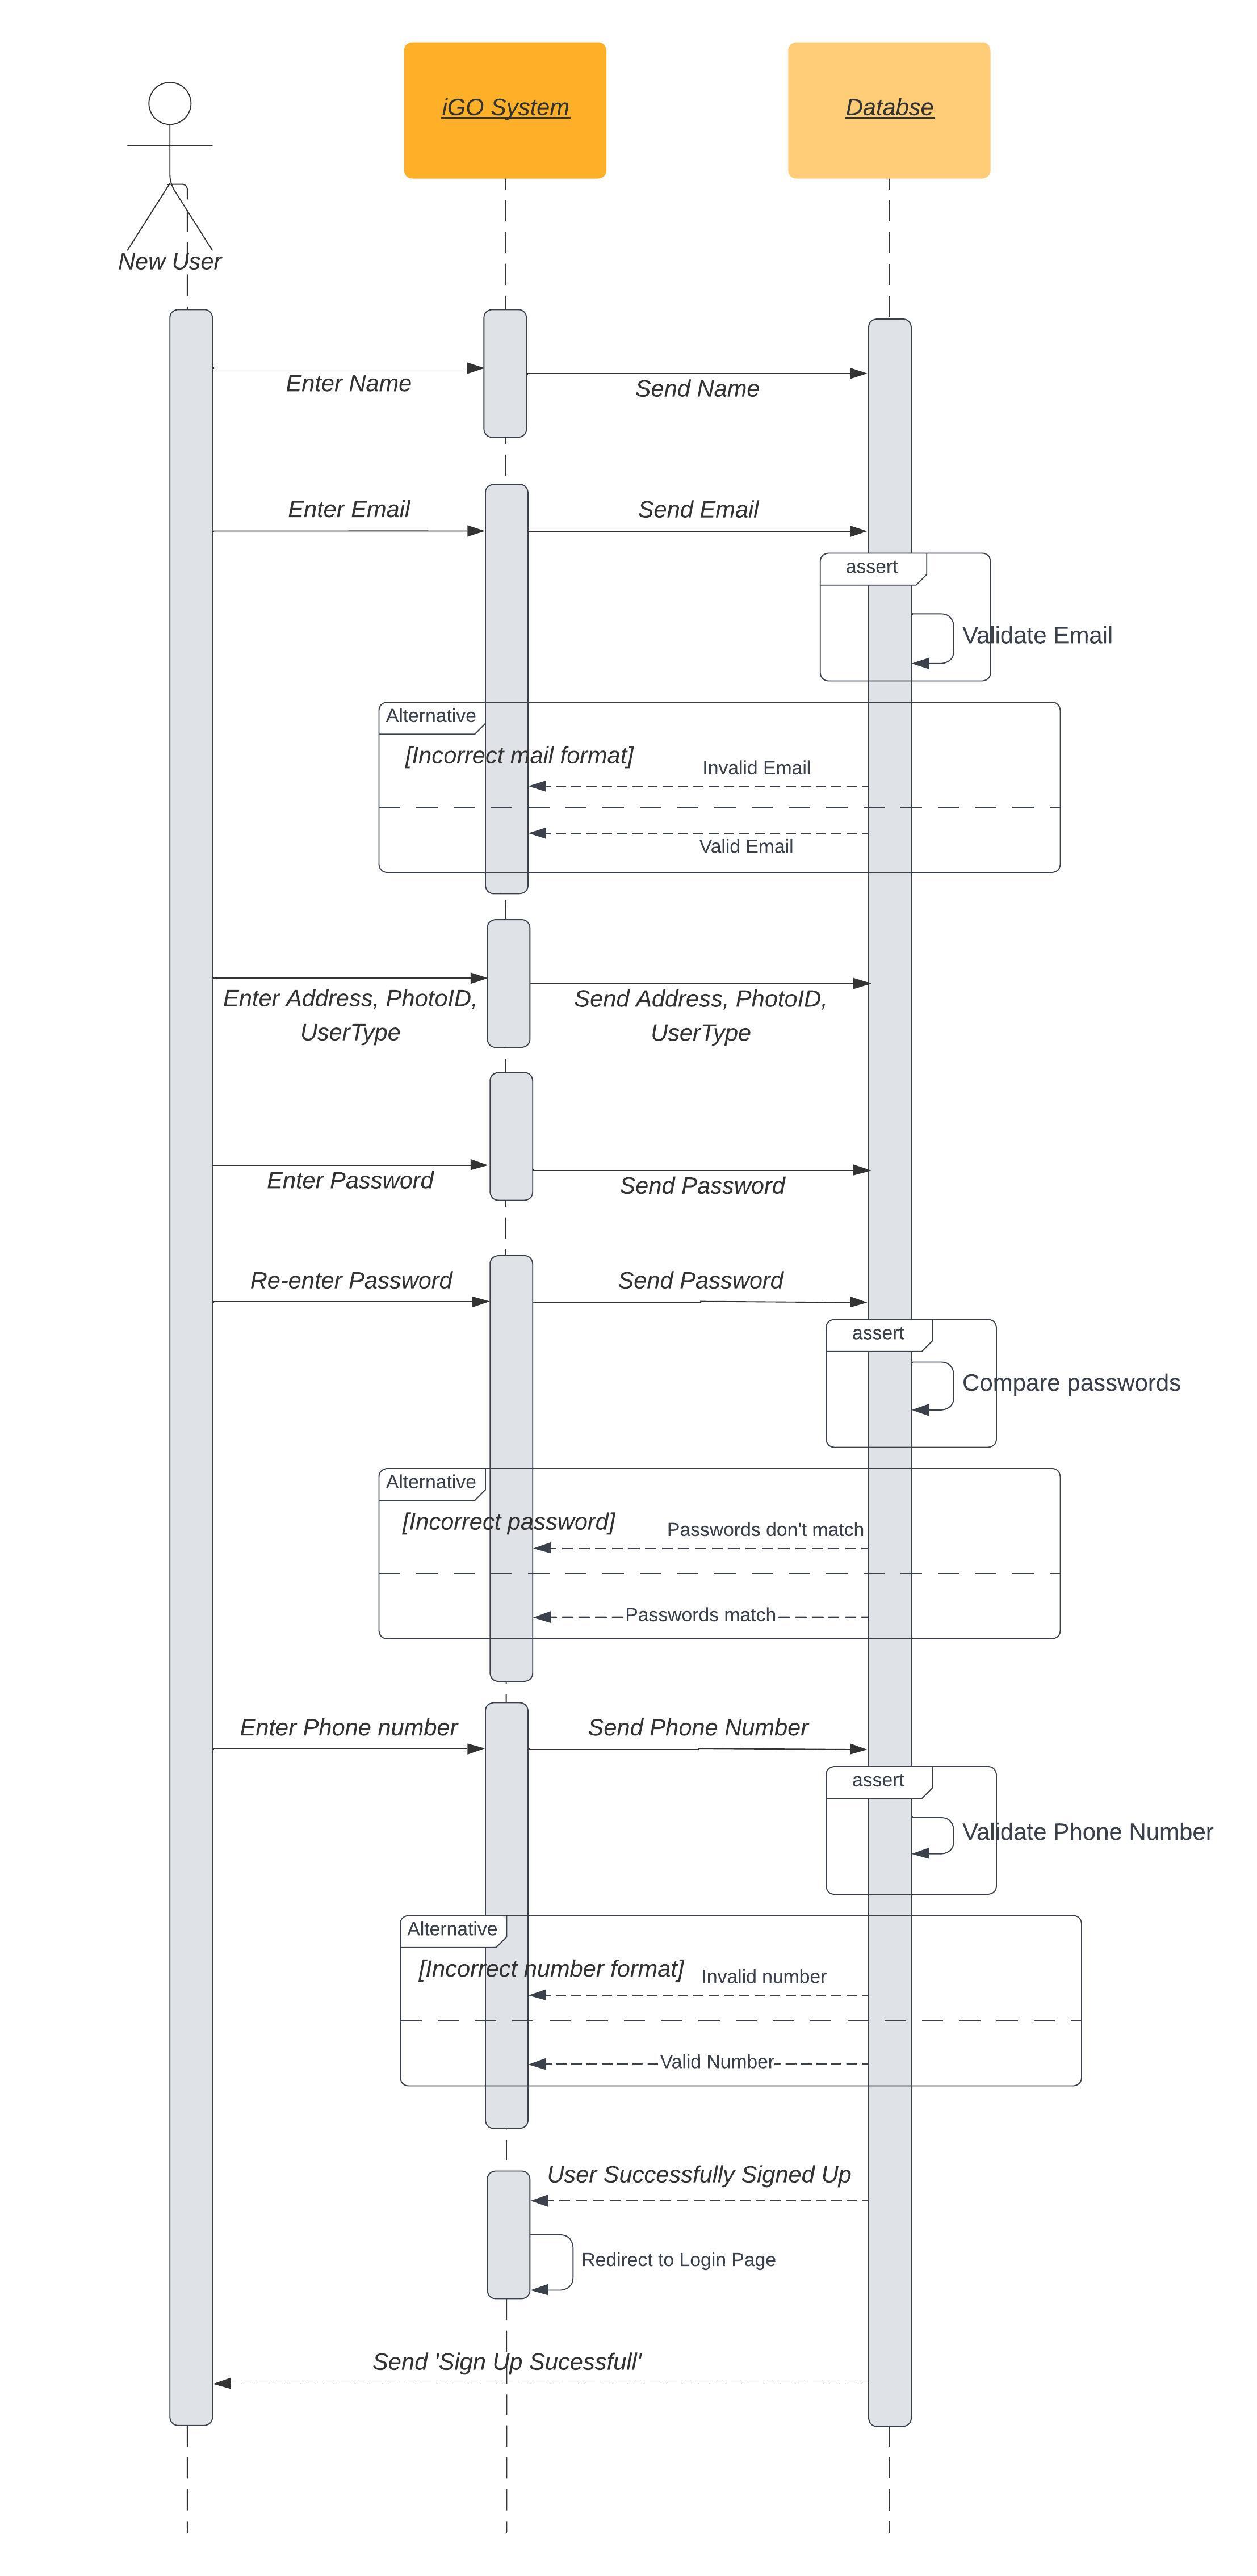 iGO System
Databse
New User
Enter Name
Send Name
Enter Email
Send Email
assert
Validate Email
Alternative
[Incorrect mail format]
Invalid Email
Valid Email
Enter Address, PhotoID,
UserType
Send Address, PhotoID,
UserType
Enter Password
Send Password
Re-enter Password
Send Password
assert
Compare passwords
Alternative
[Incorrect password]
Passwords don't match
Passwords match
Enter Phone number
Send Phone Number
assert
Validate Phone Number
Alternative
[Incorrect number format]
Invalid number
Valid Number
User Successfully Signed Up
Redirect to Login Page
Send 'Sign Up Sucessfull'